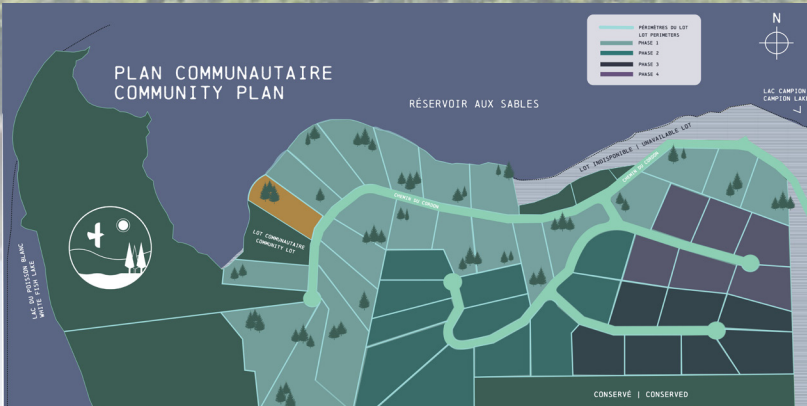 PLAN COMMUNAUTAIRE
COMMUNITY PLAN
RÉSERVOIR AUX SABLES
PÉRIMÈTRES DU LOT
LOT PERIMETERS
PHASE 1
PHASE 2
PHASE 3
PHASE 4
N
LAC CAMPION
CAMPION LAKE
LOT INDISPONIBLE | UNAVAILABLE LOT
CHEMIN DU CORDON
CHEMIN DU CORDON
LOT COMMUNAUTAIRE
COMMUNITY LOT
LAC DU POISSON BLANC
WHITE FISH LAKE
CONSERVÉ | CONSERVED